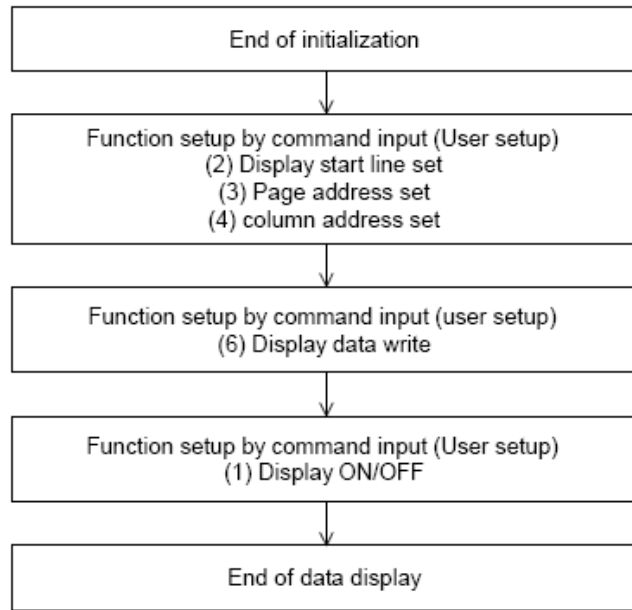 End of initialization
Function setup by command input (User setup)
(2) Display start line set
(3) Page address set
(4) column address set
Function setup by command input (user setup)
(6) Display data write
Function setup by command input (User setup)
(1) Display ON/OFF
End of data display